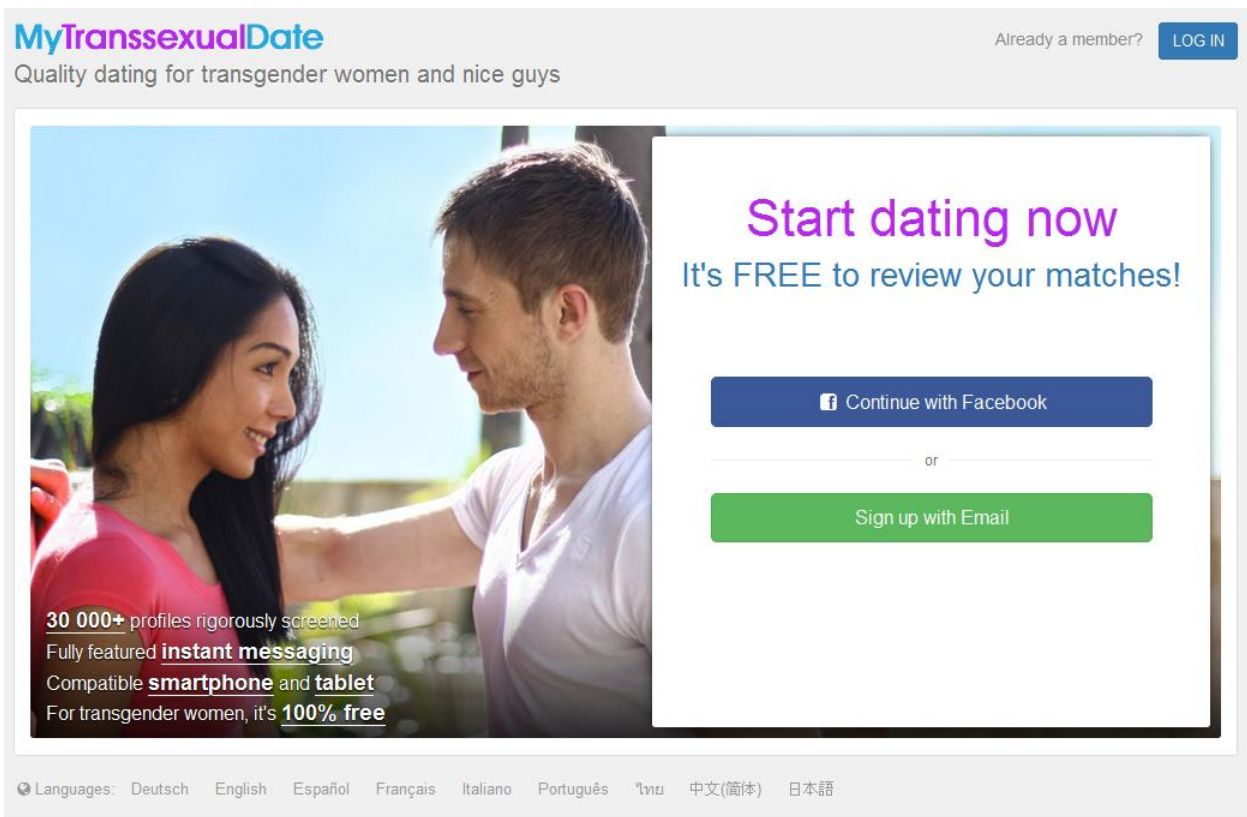 MyTranssexualDate
Already a member?
LOG IN
Quality dating for transgender women and nice guys
Start dating now
It's FREE to review your matches!
Continue with Facebook
or
Sign up with Email
30 000+ profiles rigorously screened
Fully featured instant messaging
Compatible smartphone and tablet
For transgender women, it's 100% free
Languages: Deutsch English Español Français Italiano Português ไทย 中文(简体) 日本語